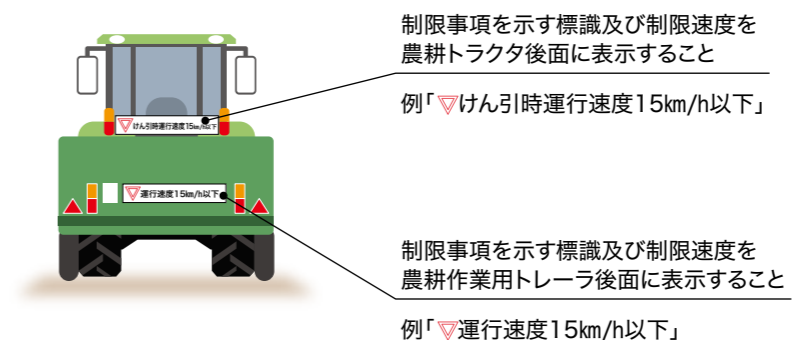 制限事項を示す標識及び制限速度を
農耕トラクタ後面に表示すること
例「▽けん引時運行速度15㎞/h以下」
▽けん引時運行速度15㎞/h以下
▽運行速度15㎞/h以下
制限事項を示す標識及び制限速度を
農耕作業用トレーラ後面に表示すること
例「▽運行速度15㎞/h以下」